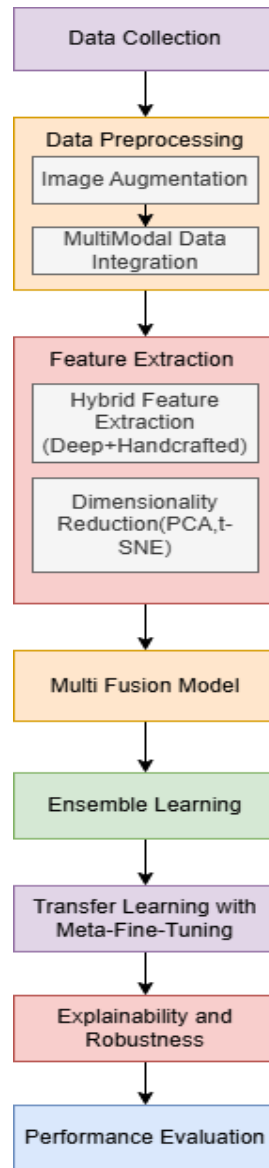 Data Collection
Data Preprocessing
Image Augmentation
MultiModal Data
Integration
Feature Extraction
Hybrid Feature
Extraction
(Deep+Handcrafted)
Dimensionality
Reduction(PCA,t-
SNE)
Multi Fusion Model
Ensemble Learning
Transfer Learning with
Meta-Fine-Tuning
Explainability and
Robustness
Performance Evaluation